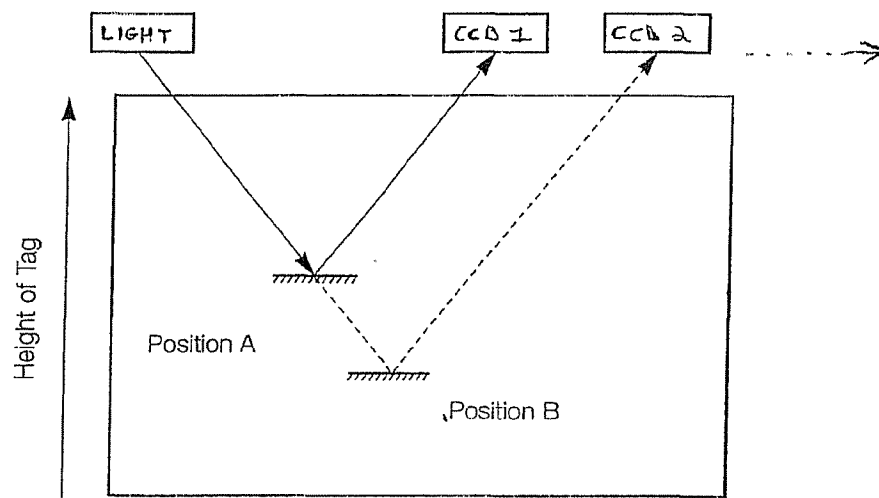 LIGHT
CCD 1
CCD 2
Height of Tag
Position A
Position B